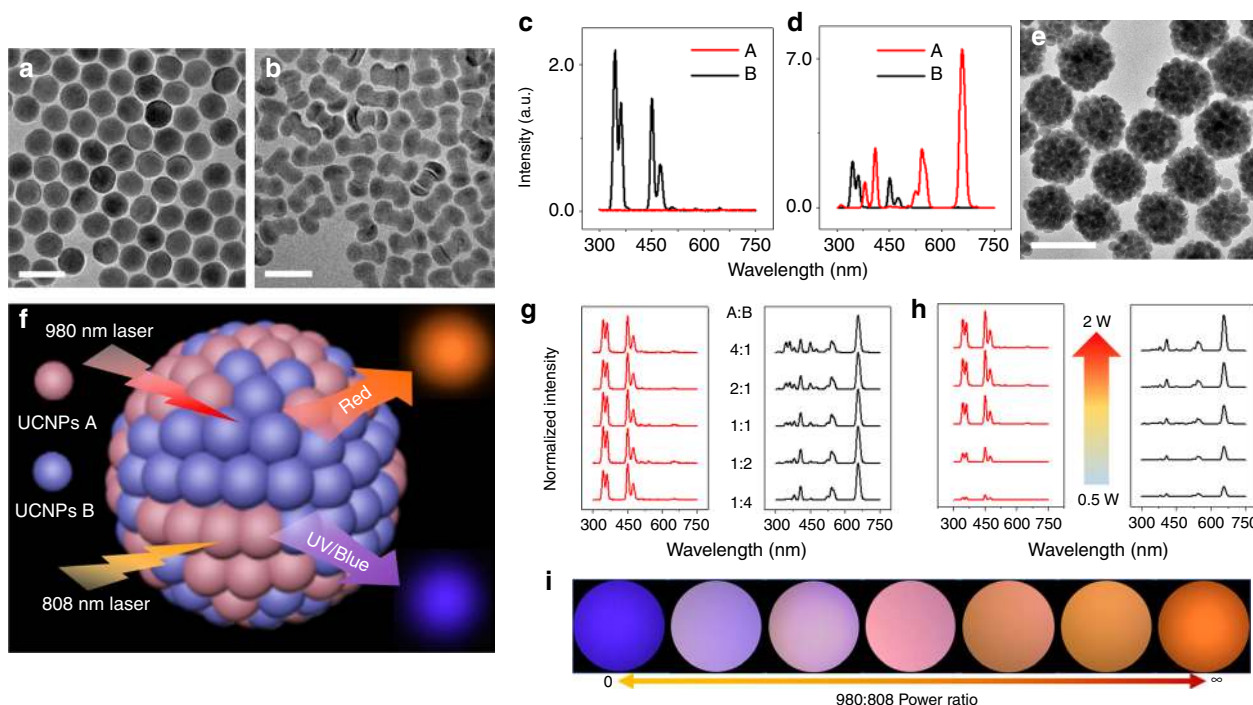 a
b
c
A
B
2.0
0.0
Intensity (a.u.)
300 450 600 750
d
A
B
7.0
0.0
300 450 600 750
Wavelength (nm)
e
f
980 nm laser
UCNPs A
UCNPs B
808 nm laser
Red
UV/Blue
g
A:B
4:1
2:1
1:1
1:2
1:4
Normalized intensity
300 450 600 750
300 450 600 750
Wavelength (nm)
h
2 W
0.5 W
300 450 600 750
300 450 600 750
Wavelength (nm)
i
0
∞
980:808 Power ratio